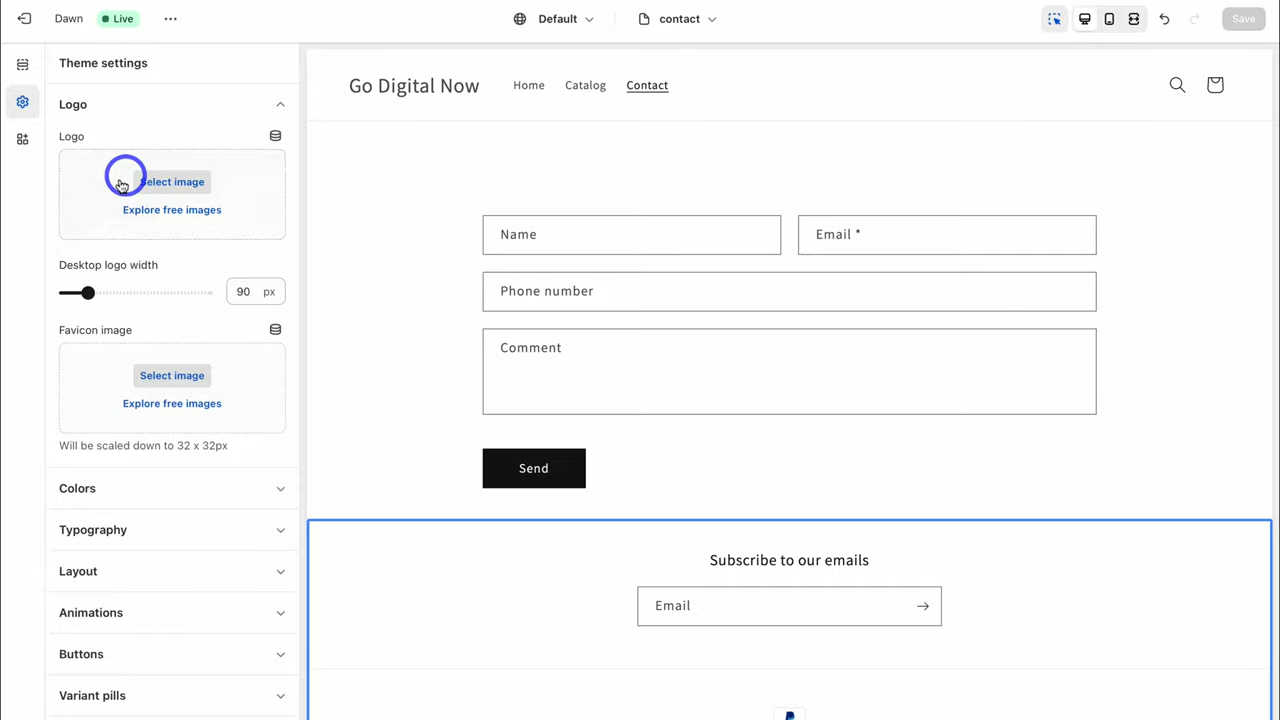 Dawn Live Default contact Save
Theme settings
Logo
Logo
Select image
Explore free images
Desktop logo width
90 px
Favicon image
Select image
Explore free images
Will be scaled down to 32 x 32px
Colors
Typography
Layout
Animations
Buttons
Variant pills
Go Digital Now Home Catalog Contact
Name Email *
Phone number
Comment
Send
Subscribe to our emails
Email